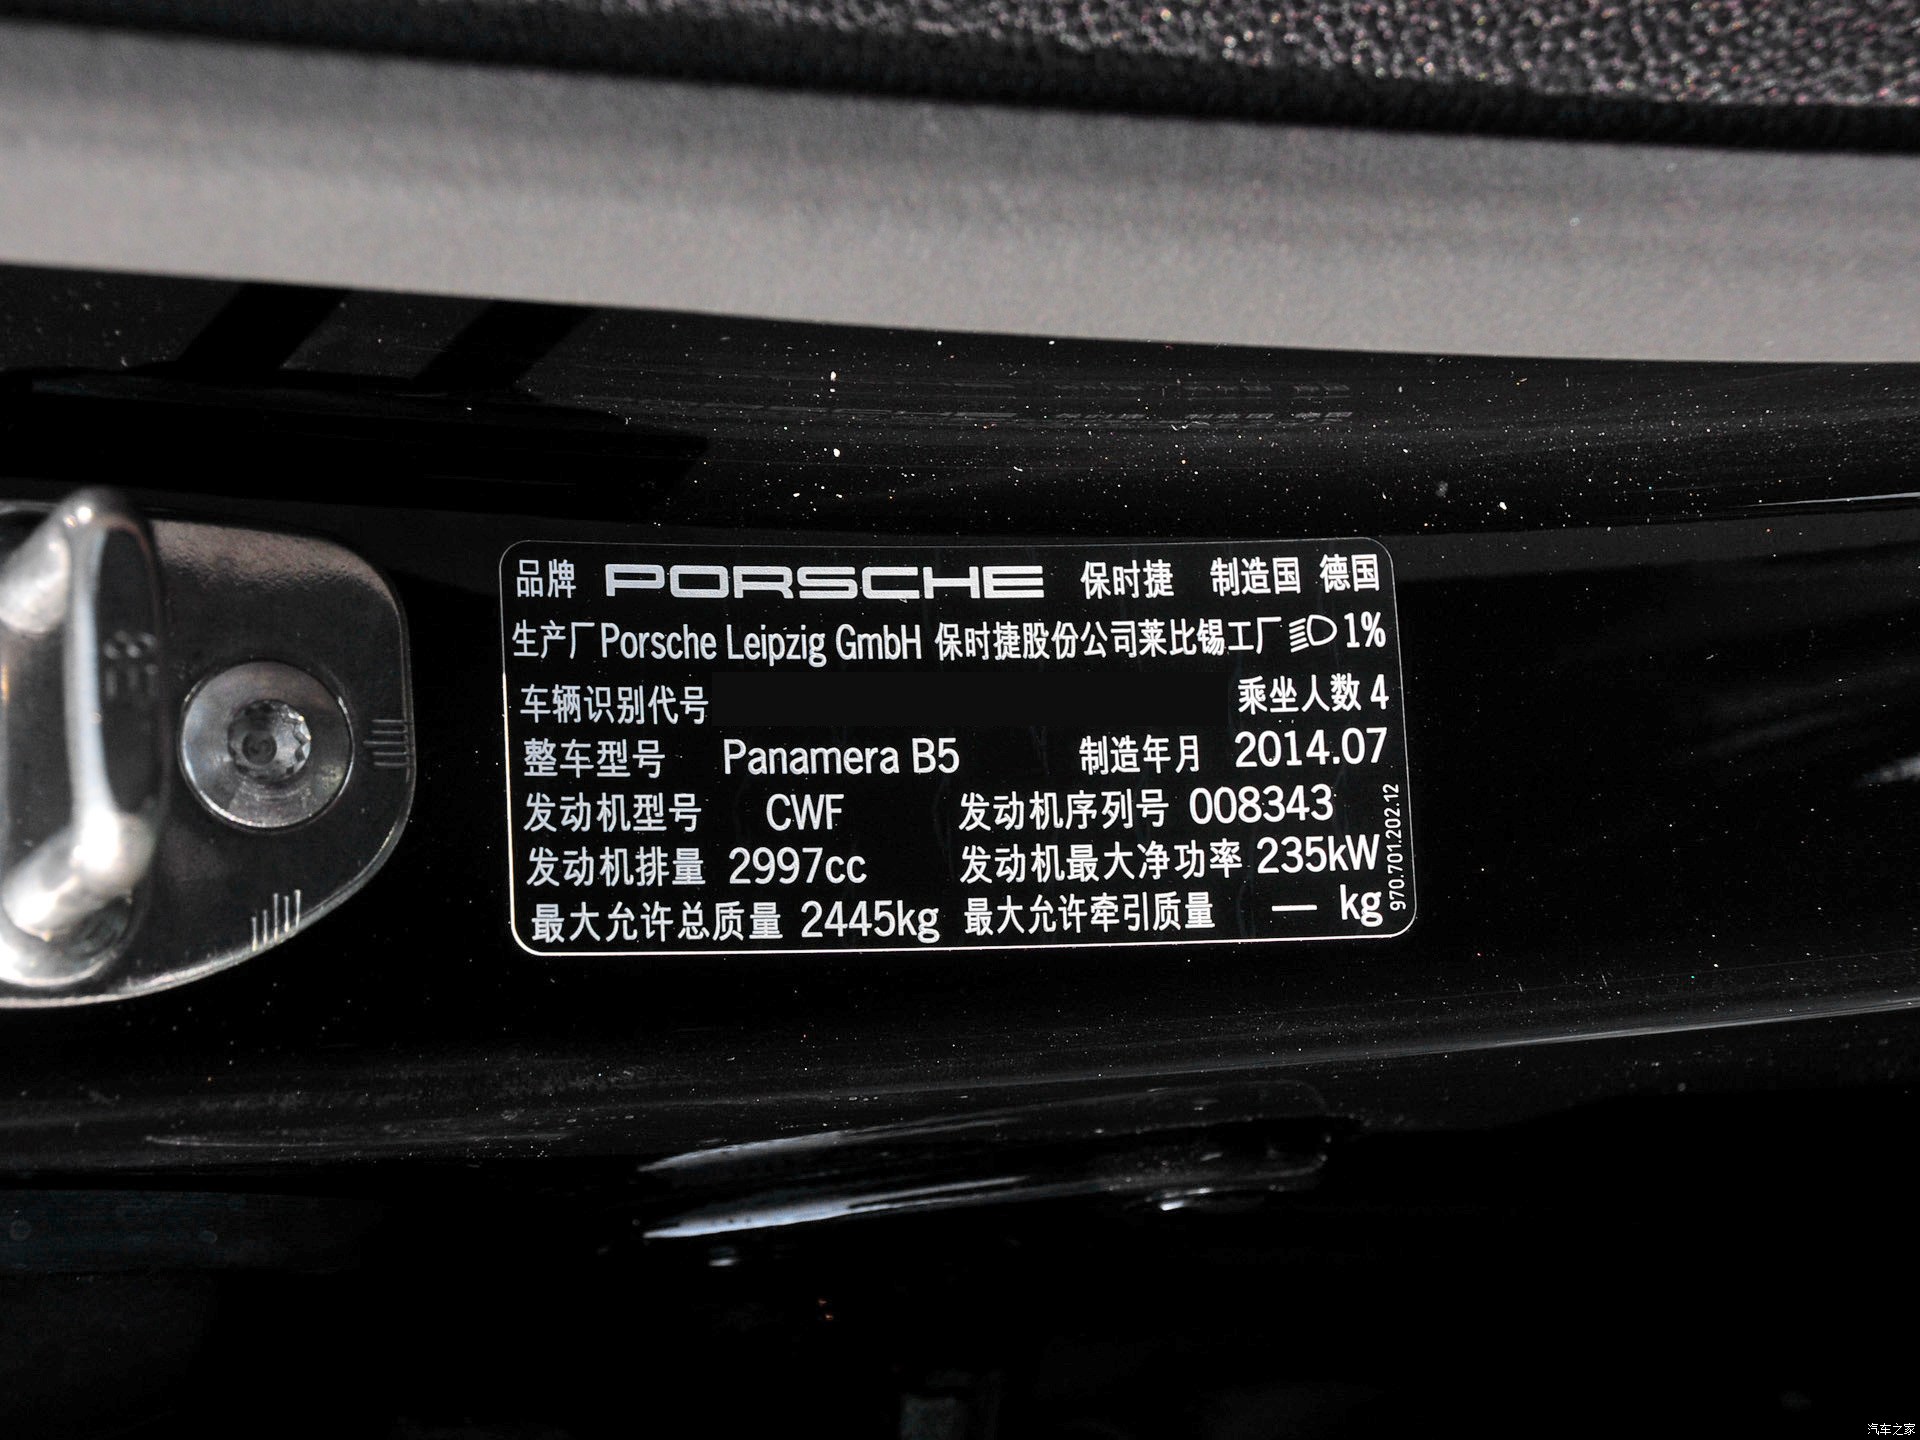 品牌 PORSCHE 保时捷 制造国 德国
生产厂 Porsche Leipzig GmbH 保时捷股份公司莱比锡工厂 1%
车辆识别代号 乘坐人数 4
整车型号 Panamera B5 制造年月 2014.07
发动机型号 CWF 发动机序列号 008343
发动机排量 2997cc 发动机最大净功率 235kW
最大允许总质量 2445kg 最大允许牵引质量 — kg
970.701.202.12
汽车之家